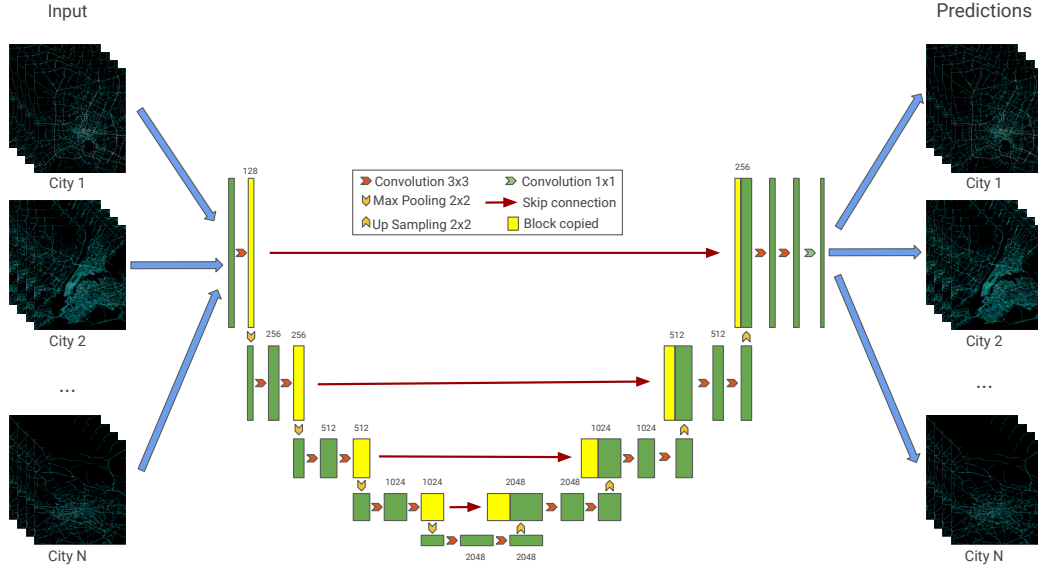 Input
Predictions
City 1
City 2
...
City N
128
256
256
512
512
1024
1024
2048
2048
Convolution 3x3
Convolution 1x1
Max Pooling 2x2
Skip connection
Up Sampling 2x2
Block copied
2048
2048
1024
1024
512
512
256
City 1
City 2
...
City N